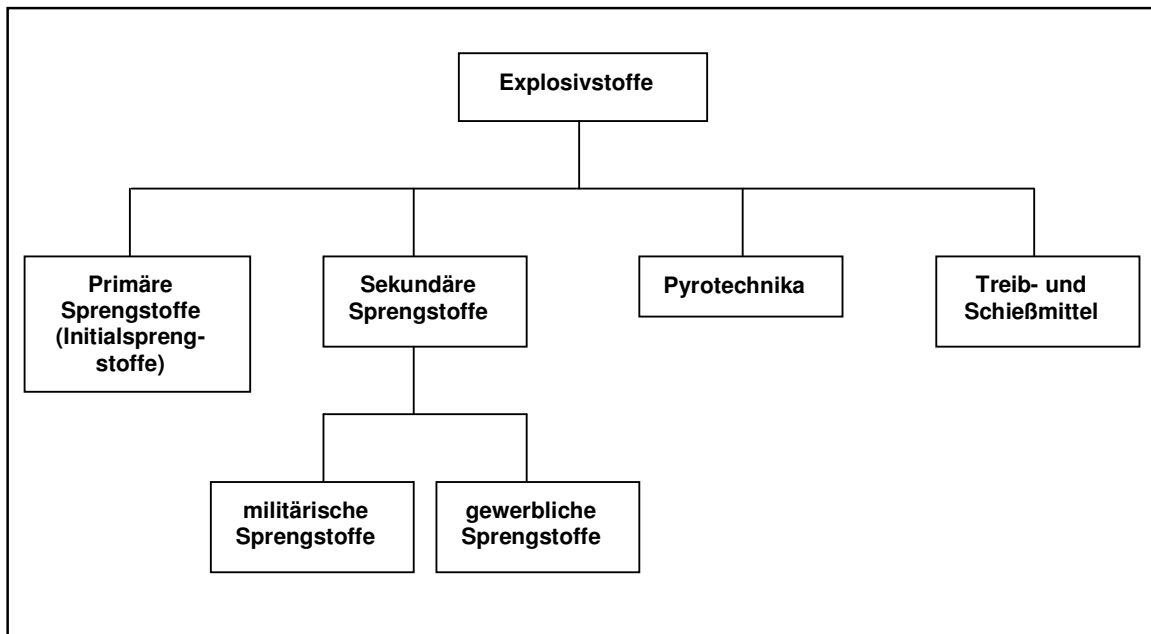 Explosivstoffe
Primäre
Sprengstoffe
(Initialspreng-
stoffe)
Sekundäre
Sprengstoffe
Pyrotechnika
Treib- und
Schießmittel
militärische
Sprengstoffe
gewerbliche
Sprengstoffe